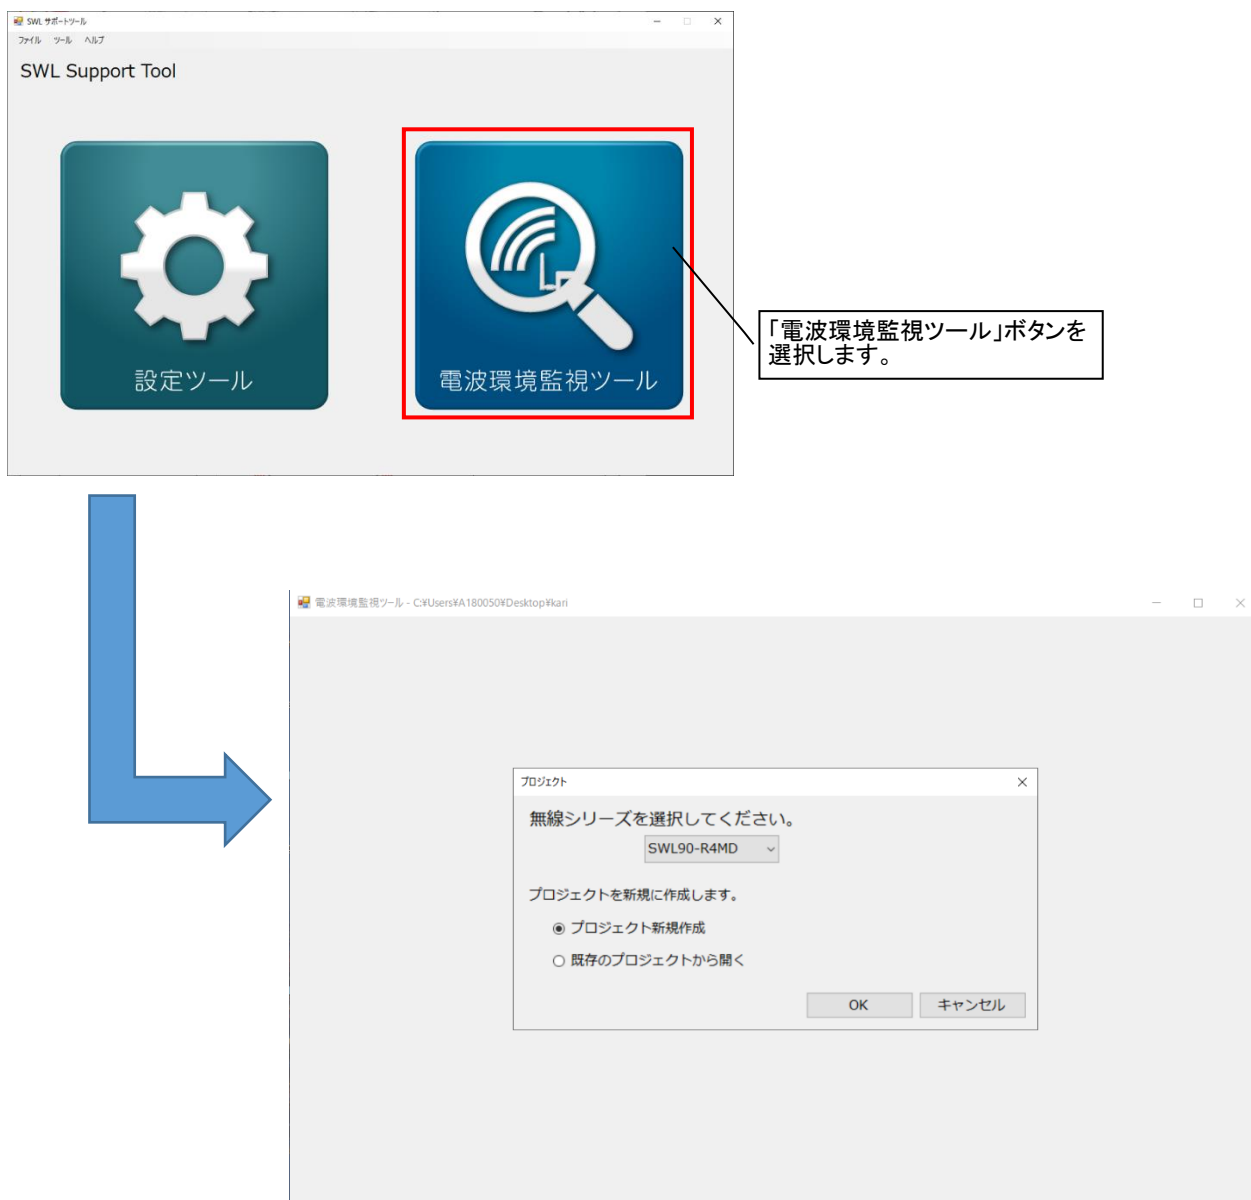 SWL サポートツール
ファイル ツール ヘルプ
SWL Support Tool
設定ツール
電波環境監視ツール
「電波環境監視ツール」ボタンを
選択します。
電波環境監視ツール - C:¥Users¥A180050¥Desktop¥kari
プロジェクト
無線シリーズを選択してください。
SWL90-R4MD
プロジェクトを新規に作成します。
プロジェクト新規作成
既存のプロジェクトから開く
OK キャンセル